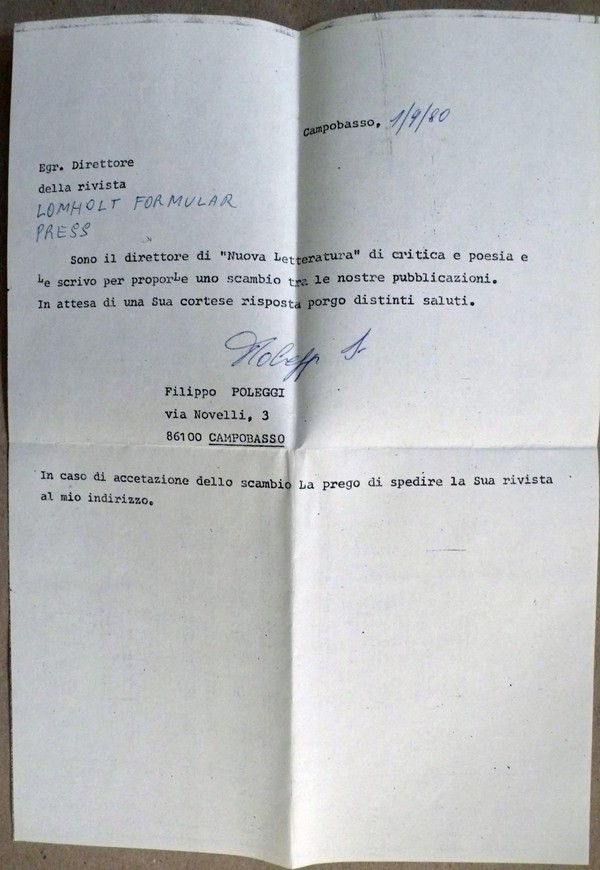 Campobasso, 1/9/80
Egr. Direttore
della rivista
LOMHOLT FORMULAR
PRESS
Sono il direttore di "Nuova Letteratura" di critica e poesia e
Le scrivo per proporLe uno scambio tra le nostre pubblicazioni.
In attesa di una Sua cortese risposta porgo distinti saluti.
Filippo POLEGGI
via Novelli, 3
86100 CAMPOBASSO
In caso di accetazione dello scambio La prego di spedire la Sua rivista
al mio indirizzo.